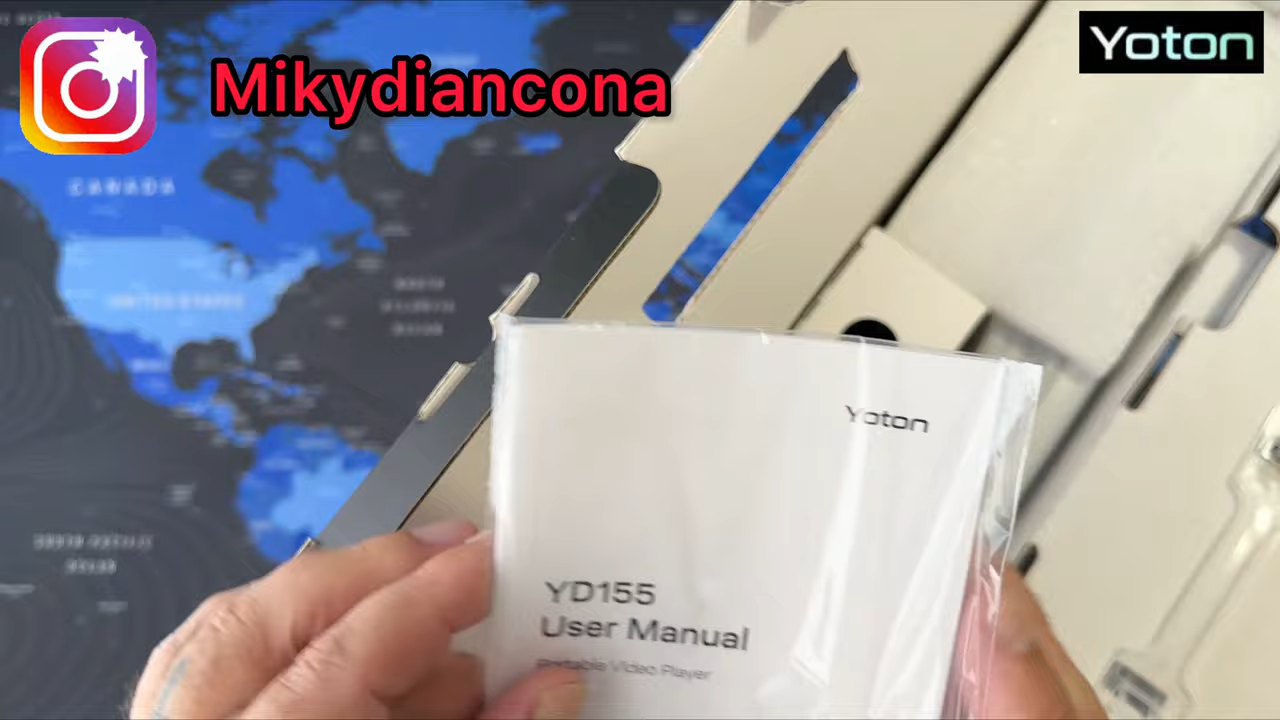 Mikydiancona
Yoton
CANADA
UNITED STATES
Yoton
YD155
User Manual
Portable Video Player